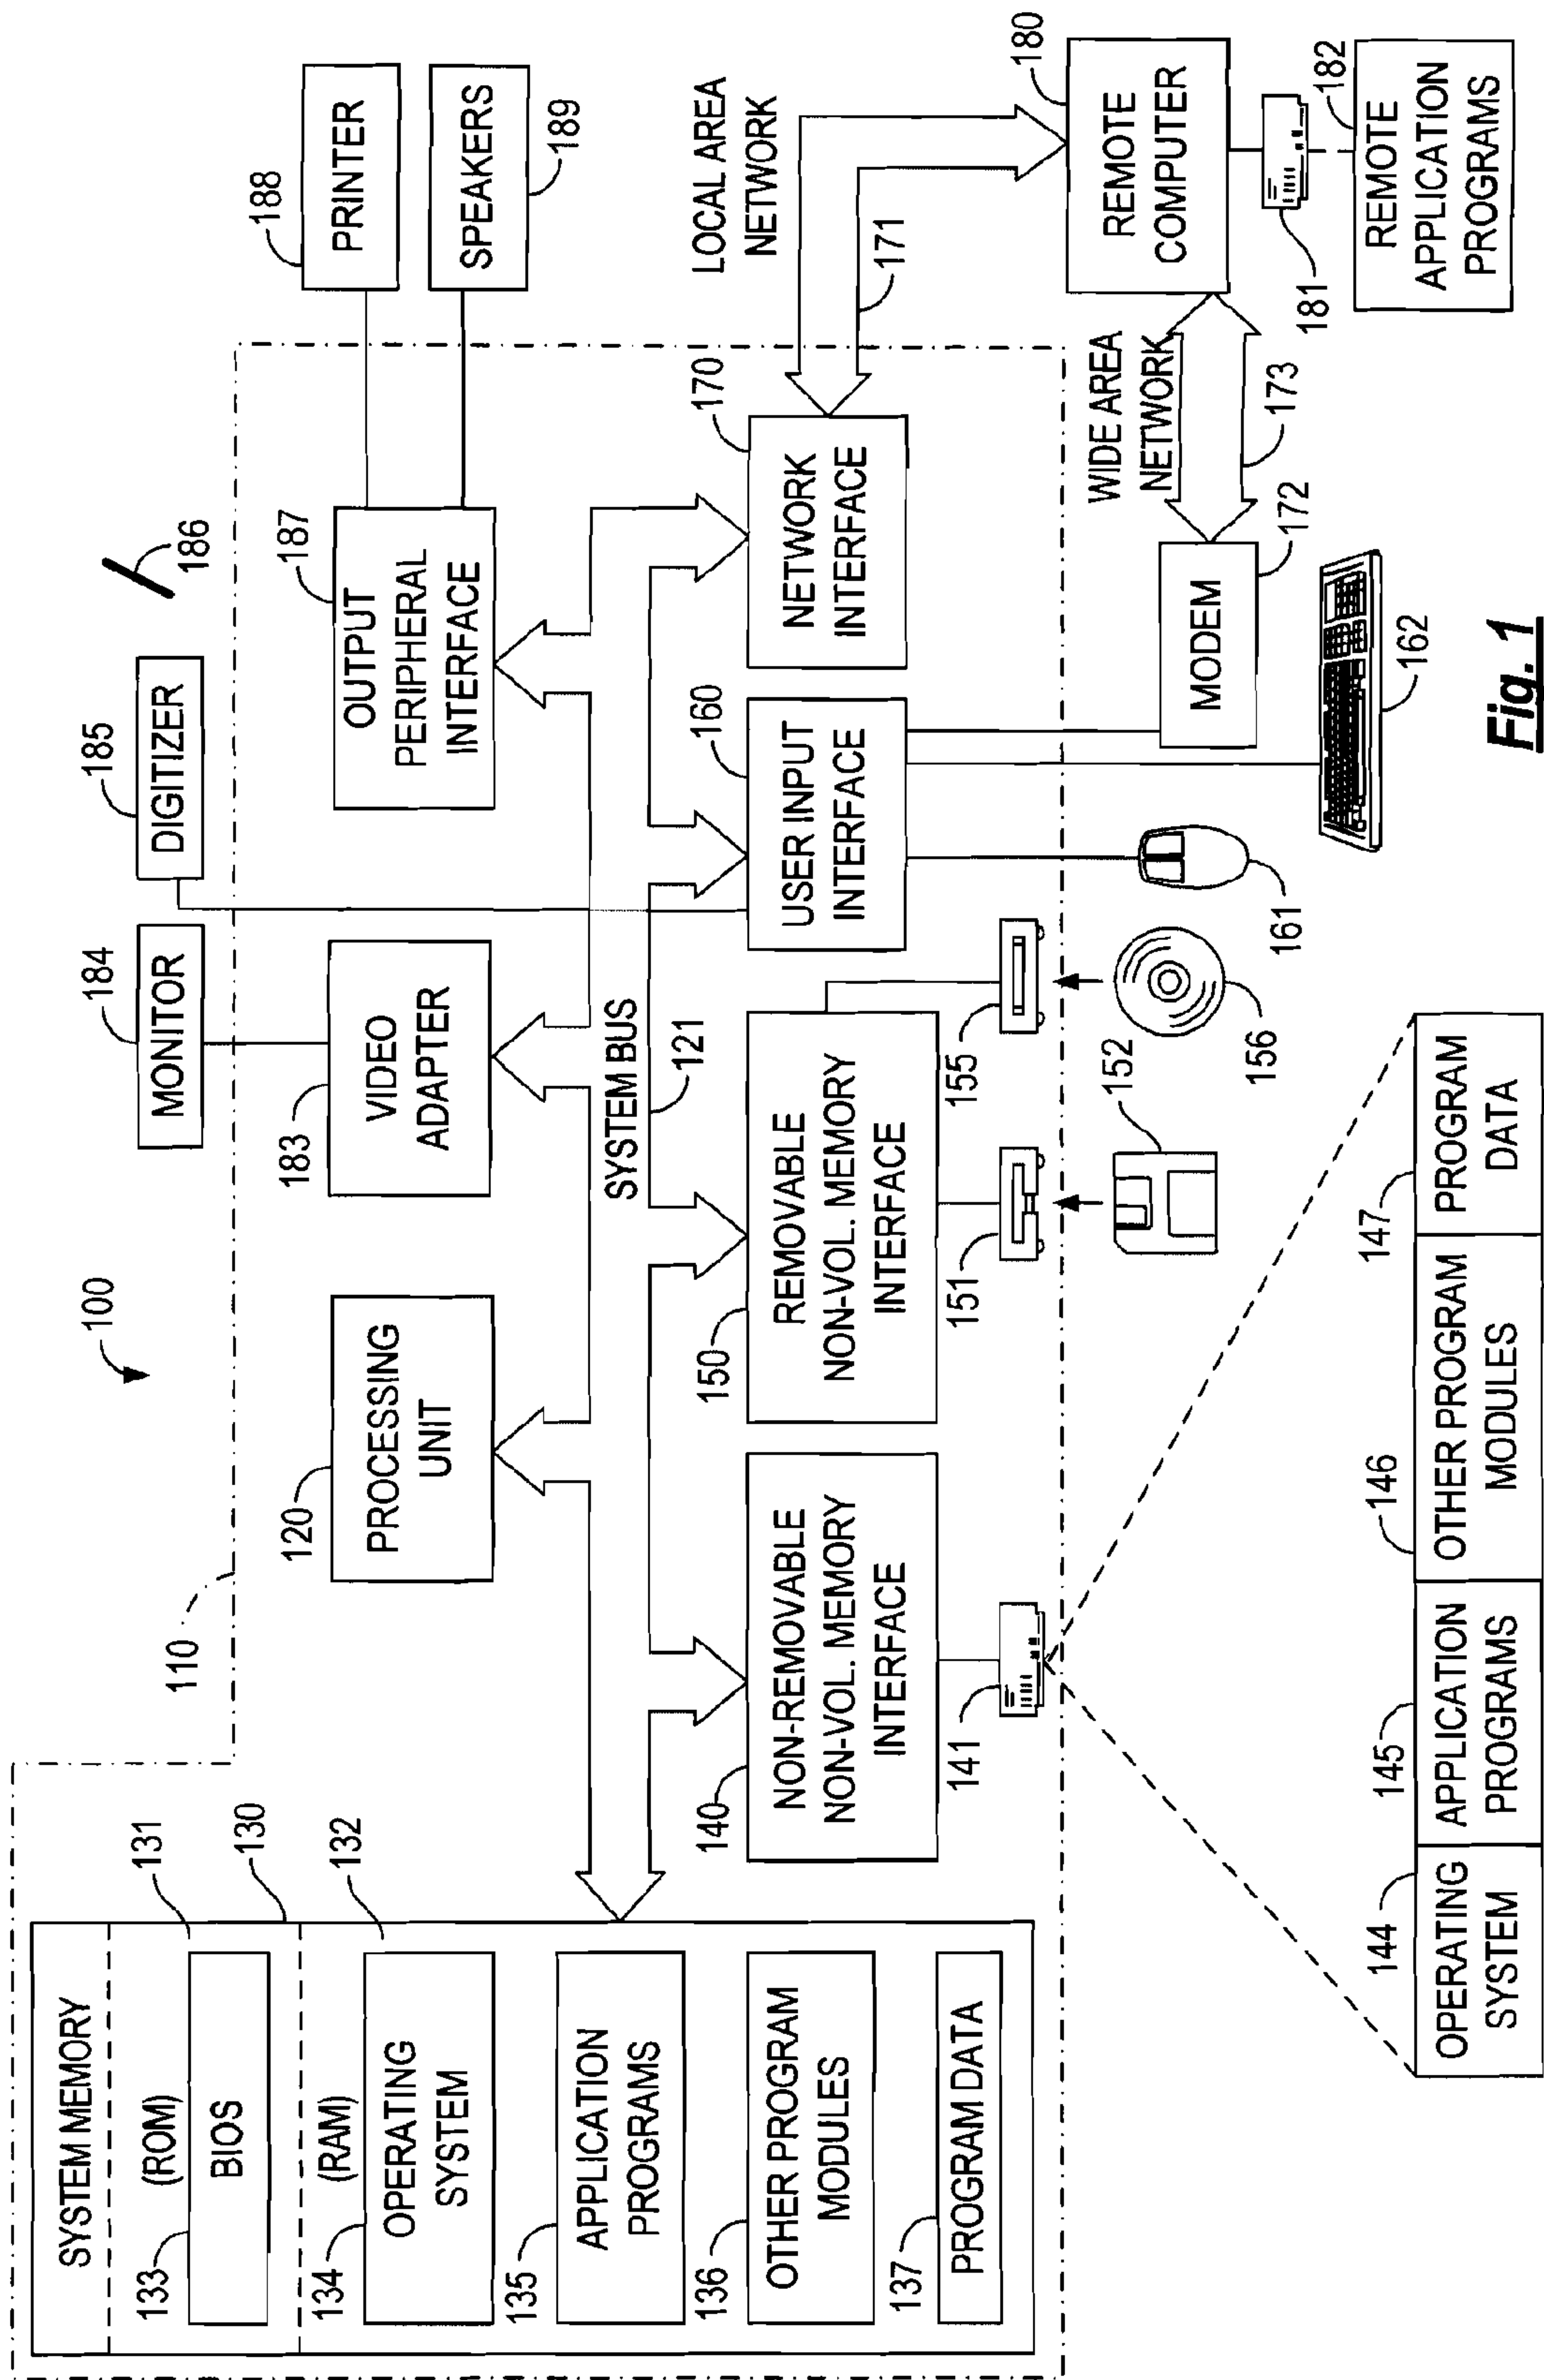 100
110
SYSTEM MEMORY
(ROM)
131
133
BIOS
130
(RAM)
132
134
OPERATING
SYSTEM
135
APPLICATION
PROGRAMS
136
OTHER PROGRAM
MODULES
137
PROGRAM DATA
120
PROCESSING
UNIT
183
VIDEO
ADAPTER
184
MONITOR
185
DIGITIZER
186
187
OUTPUT
PERIPHERAL
INTERFACE
188
PRINTER
SPEAKERS
189
SYSTEM BUS
121
140
NON-REMOVABLE
NON-VOL. MEMORY
INTERFACE
141
150
REMOVABLE
NON-VOL. MEMORY
INTERFACE
151
155
152
156
160
USER INPUT
INTERFACE
161
162
170
NETWORK
INTERFACE
LOCAL AREA
NETWORK
171
WIDE AREA
NETWORK
173
MODEM
172
180
REMOTE
COMPUTER
181
182
REMOTE
APPLICATION
PROGRAMS
144
OPERATING
SYSTEM
145
APPLICATION
PROGRAMS
146
OTHER PROGRAM
MODULES
147
PROGRAM
DATA
Fig. 1